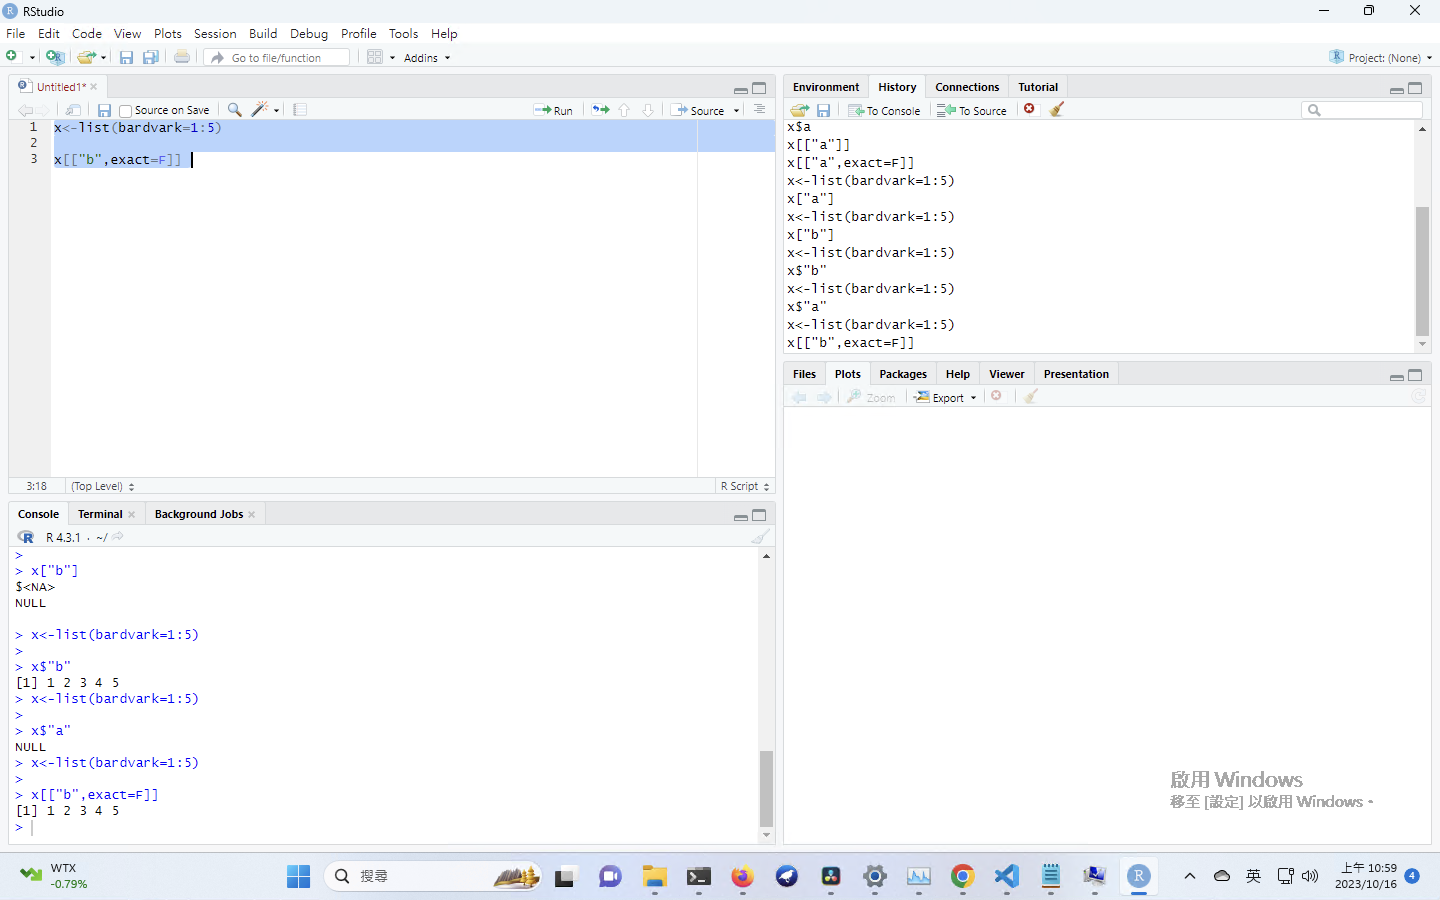 RStudio
File Edit Code View Plots Session Build Debug Profile Tools Help
Go to file/function Addins Project: (None)
Untitled1*
Source on Save Run Source
1 x<-list(bardvark=1:5)
2
3 x[["b",exact=F]]
3:18 (Top Level) R Script
Console Terminal Background Jobs
R 4.3.1 · ~/
>
> x["b"]
$<NA>
NULL
> x<-list(bardvark=1:5)
>
> x$"b"
[1] 1 2 3 4 5
> x<-list(bardvark=1:5)
>
> x$"a"
NULL
> x<-list(bardvark=1:5)
>
> x[["b",exact=F]]
[1] 1 2 3 4 5
>
Environment History Connections Tutorial
To Console To Source
x$a
x[["a"]]
x[["a",exact=F]]
x<-list(bardvark=1:5)
x["a"]
x<-list(bardvark=1:5)
x["b"]
x<-list(bardvark=1:5)
x$"b"
x<-list(bardvark=1:5)
x$"a"
x<-list(bardvark=1:5)
x[["b",exact=F]]
Files Plots Packages Help Viewer Presentation
Zoom Export
啟用 Windows
移至 [設定] 以啟用 Windows。
WTX
-0.79%
搜尋
英
上午 10:59
2023/10/16
4